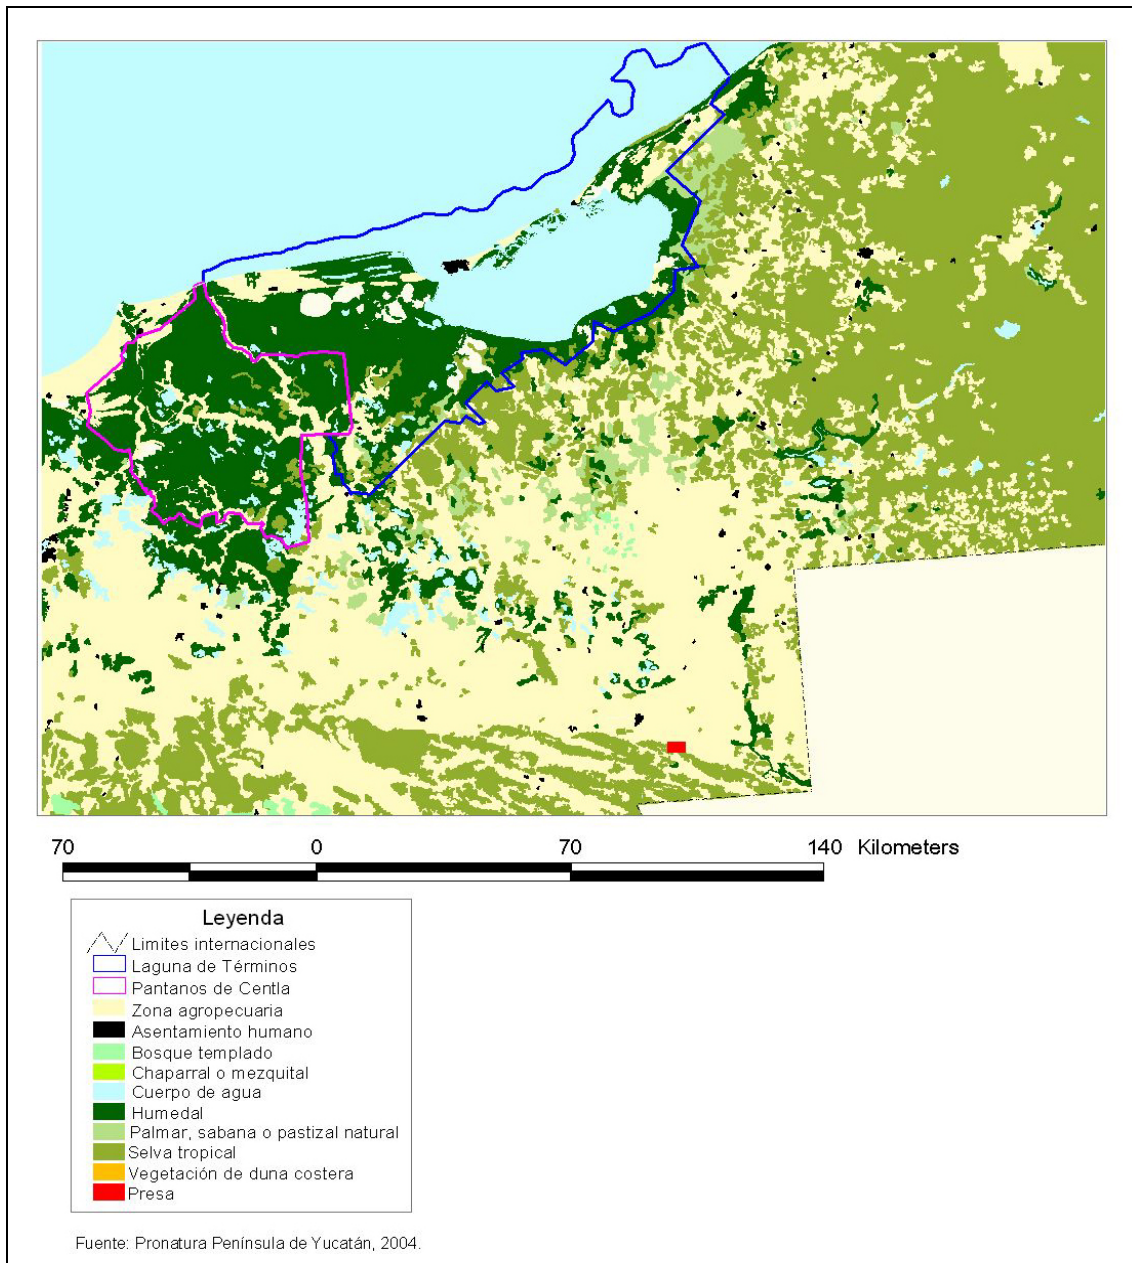 70 0 70 140 Kilometers
Leyenda
Limites internacionales
Laguna de Términos
Pantanos de Centla
Zona agropecuaria
Asentamiento humano
Bosque templado
Chaparral o mezquital
Cuerpo de agua
Humedal
Palmar, sabana o pastizal natural
Selva tropical
Vegetación de duna costera
Presa
Fuente: Pronatura Península de Yucatán, 2004.